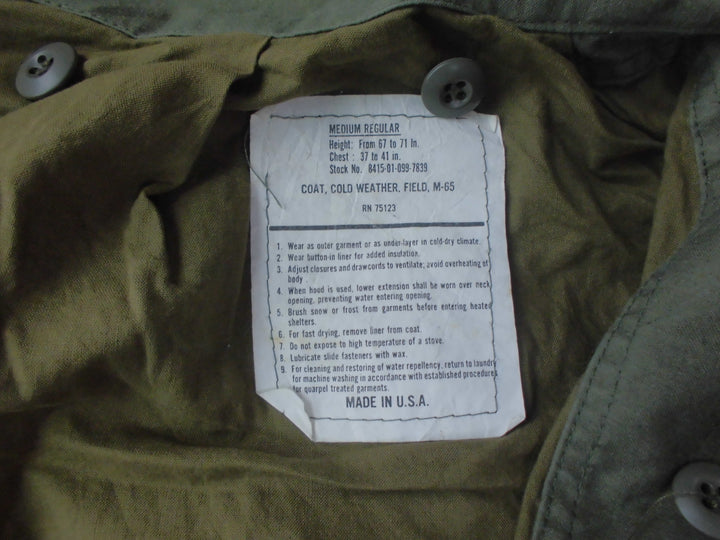 MEDIUM REGULAR
Height: From 67 to 71 In.
Chest : 37 to 41 in.
Stock No. 8415-01-099-7839
COAT, COLD WEATHER, FIELD, M-65
RN 75123
1. Wear as outer garment or as under-layer in cold-dry climate.
2. Wear button-in liner for added insulation.
3. Adjust closures and drawcords to ventilate; avoid overheating of
body .
4. When hood is used, lower extension shall be worn over neck
opening, preventing water entering opening.
5. Brush snow or frost from garments before entering heated
shelters.
6. For fast drying, remove liner from coat.
7. Do not expose to high temperature of a stove.
8. Lubricate slide fasteners with wax.
9. For cleaning and restoring of water repellency, return to laundry
for machine washing in accordance with established procedures
for quarpel treated garments.
MADE IN U.S.A.